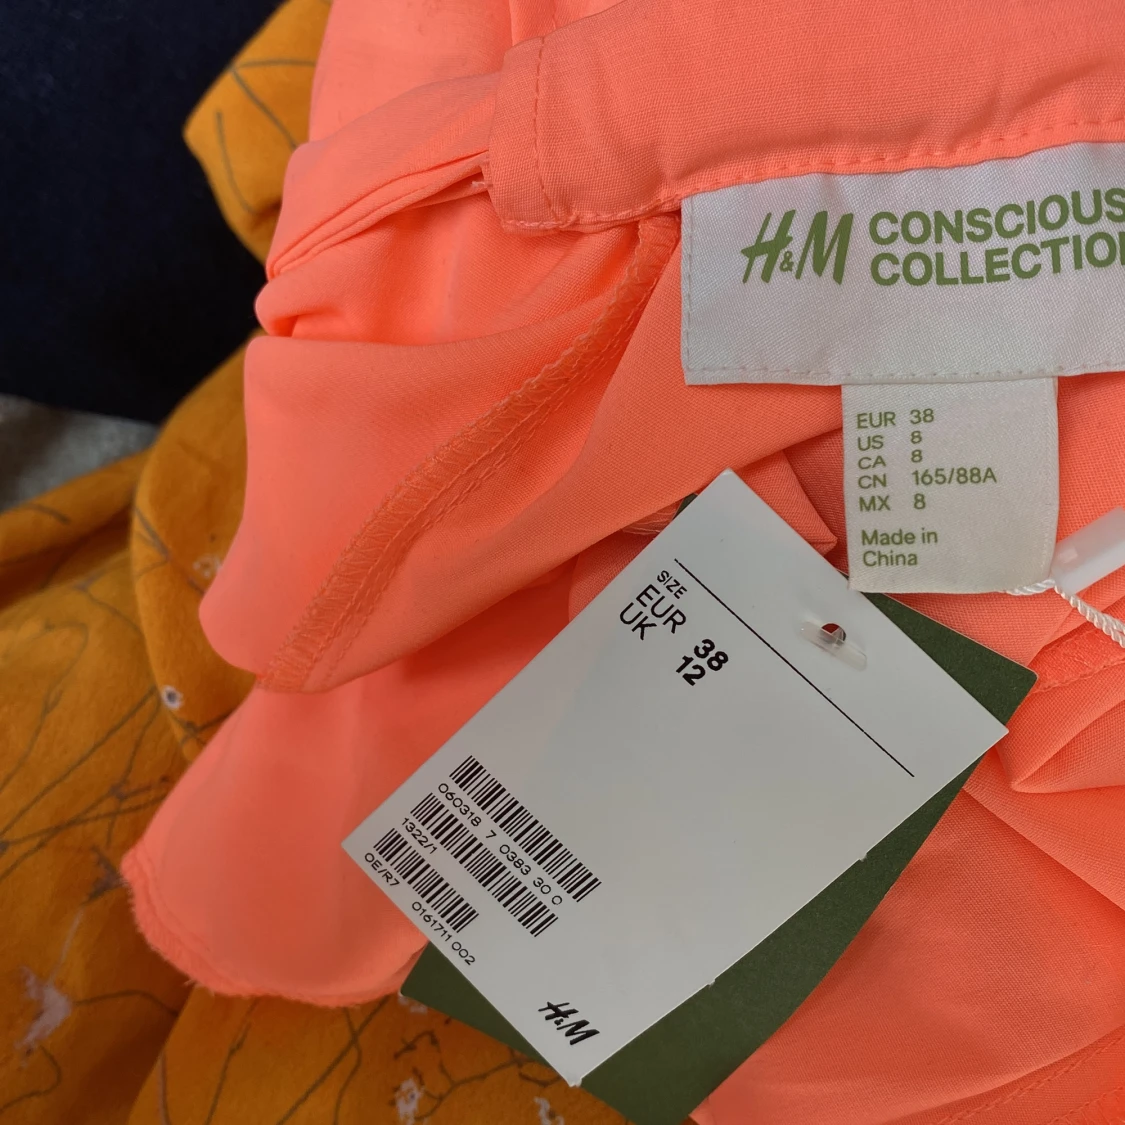 H&M CONSCIOUS
COLLECTION
EUR 38
US 8
CA 8
CN 165/88A
MX 8
Made in
China
SIZE
EUR 38
UK 12
060318 7 0383 30 0
1322/1
OE/R7 0161711 002
H&M